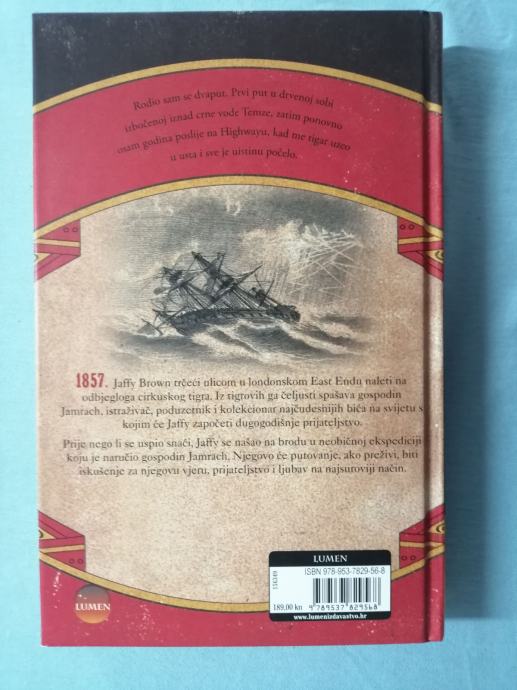 Rodio sam se dvaput. Prvi put u drvenoj sobi
izbočenoj iznad crne vode Temze, zatim ponovno
osam godina poslije na Highwayu, kad me tigar uzeo
u usta i sve je uistinu počelo.
1857. Jaffy Brown trčeći ulicom u londonskom East Endu naleti na
odbjegloga cirkuskog tigra. Iz tigrovih ga čeljusti spašava gospodin
Jamrach, istraživač, poduzetnik i kolekcionar najčudesnijih bića na svijetu s
kojim će Jaffy započeti dugogodišnje prijateljstvo.
Prije nego li se uspio snaći, Jaffy se našao na brodu u neobičnoj ekspediciji
koju je naručio gospodin Jamrach. Njegovo će putovanje, ako preživi, biti
iskušenje za njegovu vjeru, prijateljstvo i ljubav na najsuroviji način.
LUMEN
LUMEN
ISBN 978-953-7829-56-8
189,00 kn
9 789537 829568
www.lumenizdavastvo.hr